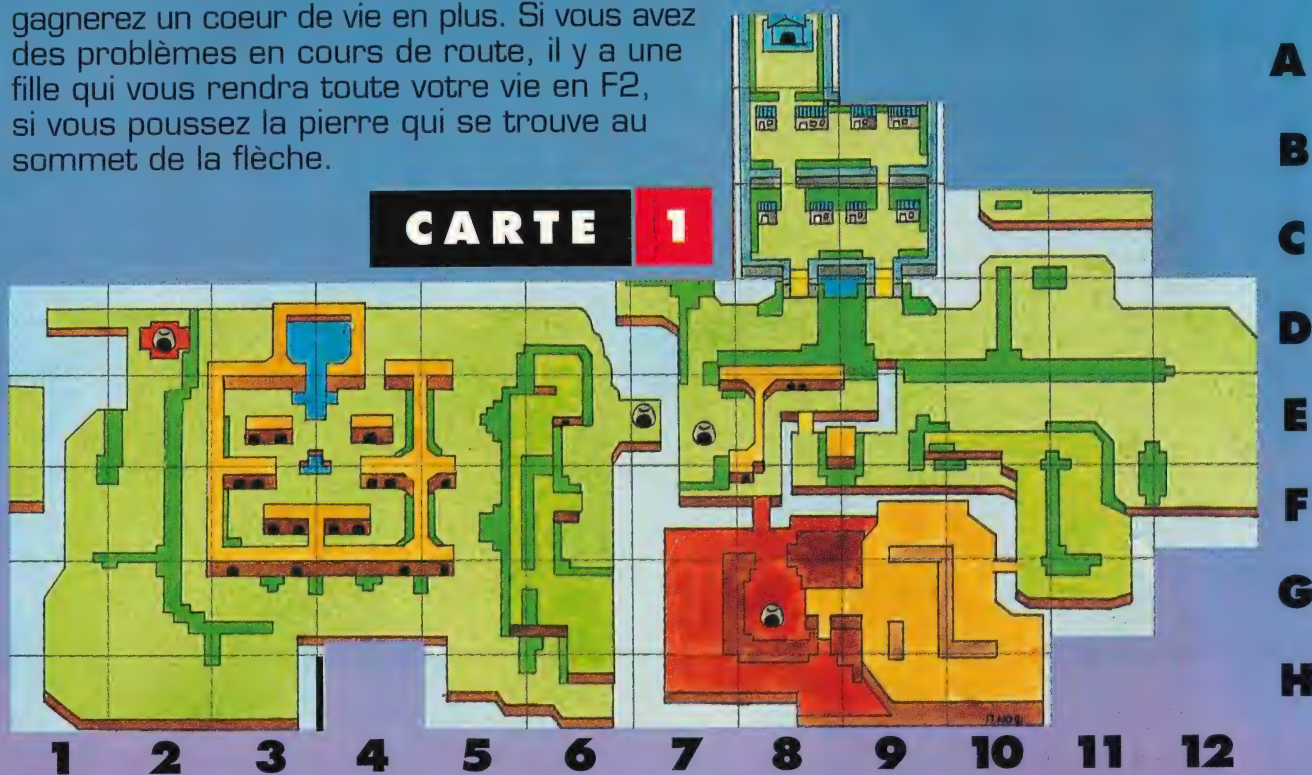 gagnerez un coeur de vie en plus. Si vous avez
des problèmes en cours de route, il y a une
fille qui vous rendra toute votre vie en F2,
si vous poussez la pierre qui se trouve au
sommet de la flèche.
CARTE 1
A
B
C
D
E
F
G
H
1 2 3 4 5 6 7 8 9 10 11 12